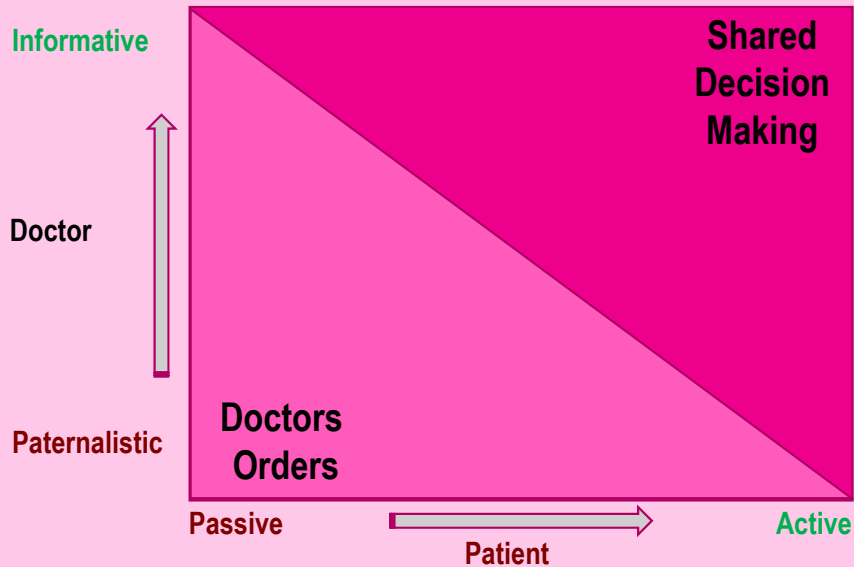 Informative
Shared
Decision
Making
Doctor
Doctors
Orders
Paternalistic
Passive
Active
Patient